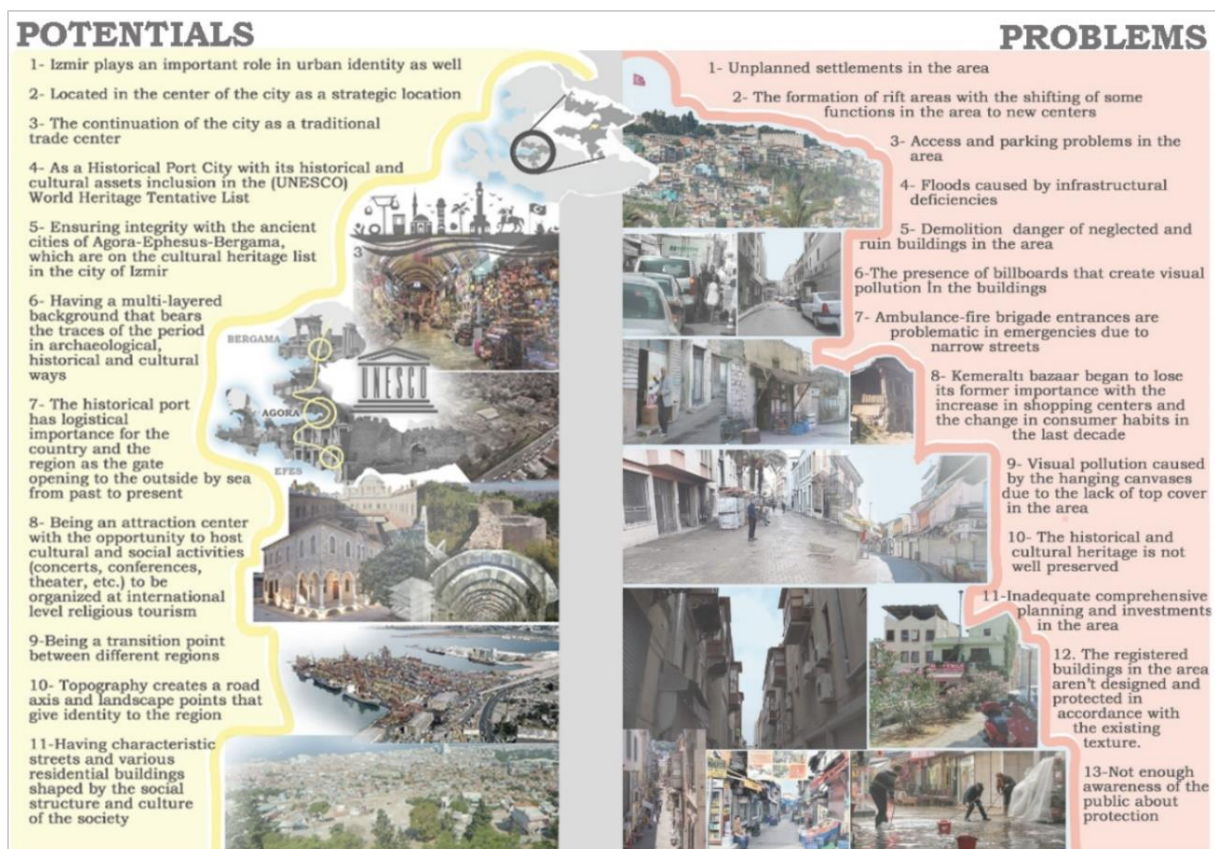 POTENTIALS
1- Izmir plays an important role in urban identity as well
2- Located in the center of the city as a strategic location
3- The continuation of the city as a traditional
trade center
4- As a Historical Port City with its historical and
cultural assets inclusion in the (UNESCO)
World Heritage Tentative List
5- Ensuring integrity with the ancient
cities of Agora-Ephesus-Bergama,
which are on the cultural heritage list
in the city of Izmir
6- Having a multi-layered
background that bears
the traces of the period
in archaeological,
historical and cultural
ways
7- The historical port
has logistical
importance for the
country and the
region as the gate
opening to the outside by sea
from past to present
8- Being an attraction center
with the opportunity to host
cultural and social activities
(concerts, conferences,
theater, etc.) to be
organized at international
level religious tourism
9-Being a transition point
between different regions
10- Topography creates a road
axis and landscape points that
give identity to the region
11-Having characteristic
streets and various
residential buildings
shaped by the social
structure and culture
of the society
3
BERGAMA
AGORA
EFES
UNESCO
PROBLEMS
1- Unplanned settlements in the area
2- The formation of rift areas with the shifting of some
functions in the area to new centers
3- Access and parking problems in the
area
4- Floods caused by infrastructural
deficiencies
5- Demolition danger of neglected and
ruin buildings in the area
6-The presence of billboards that create visual
pollution in the buildings
7- Ambulance-fire brigade entrances are
problematic in emergencies due to
narrow streets
8- Kemeraltı bazaar began to lose
its former importance with the
increase in shopping centers and
the change in consumer habits in
the last decade
9- Visual pollution caused
by the hanging canvases
due to the lack of top cover
in the area
10- The historical and
cultural heritage is not
well preserved
11-Inadequate comprehensive
planning and investments
in the area
12. The registered
buildings in the area
aren't designed and
protected in
accordance with
the existing
texture.
13-Not enough
awareness of the
public about
protection